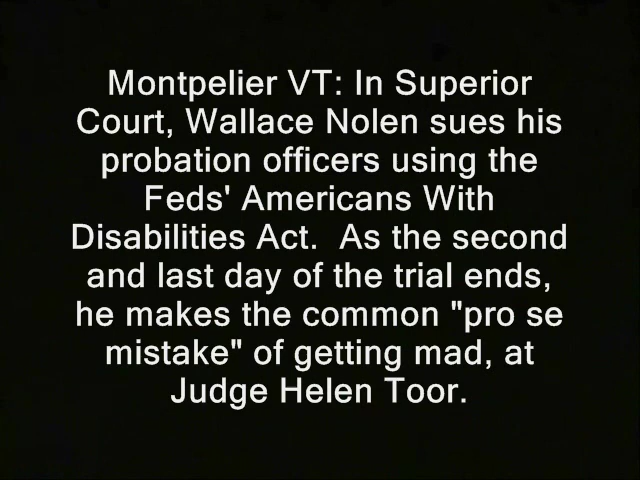 Montpelier VT: In Superior
Court, Wallace Nolen sues his
probation officers using the
Feds' Americans With
Disabilities Act.  As the second
and last day of the trial ends,
he makes the common "pro se
mistake" of getting mad, at
Judge Helen Toor.